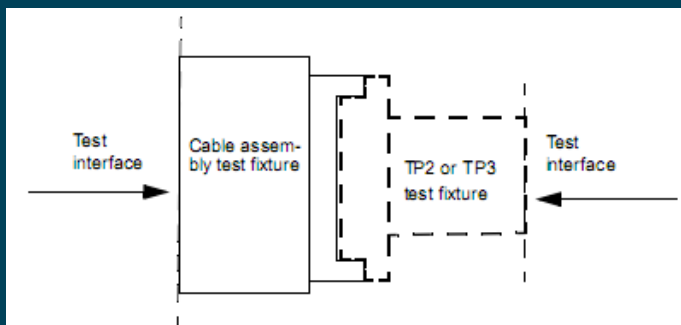 Test
interface
Cable assem-
bly test fixture
TP2 or TP3
test fixture
Test
interface